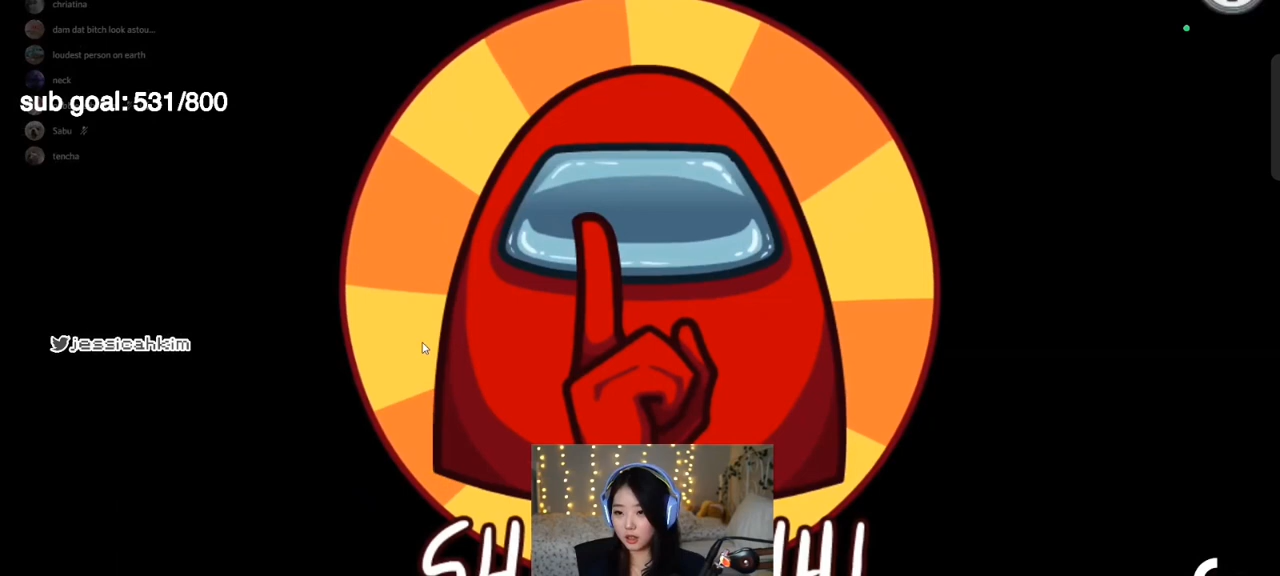 chriatina
dam dat bitch look astou...
loudest person on earth
neck
sub goal: 531/800
Sabu
tencha
jessicahkim